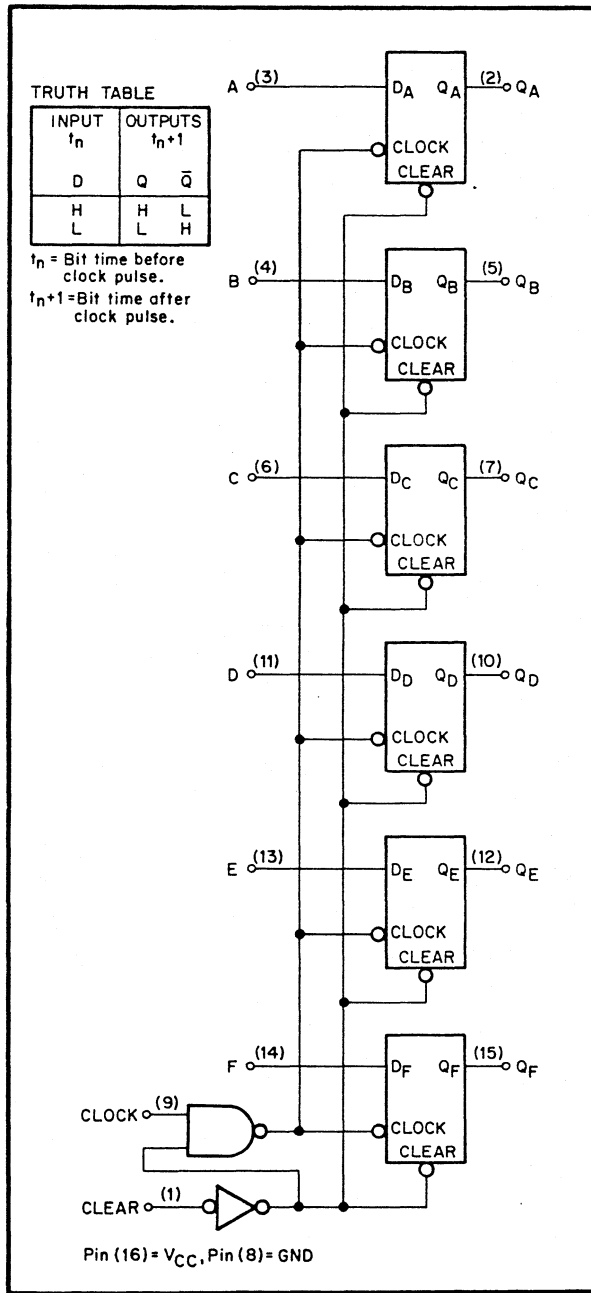 TRUTH TABLE
INPUT OUTPUTS
tn tn+1
D Q Q̄
H H L
L L H
tn = Bit time before
clock pulse.
tn+1 = Bit time after
clock pulse.
A (3) DA QA (2) QA
CLOCK
CLEAR
B (4) DB QB (5) QB
CLOCK
CLEAR
C (6) DC QC (7) QC
CLOCK
CLEAR
D (11) DD QD (10) QD
CLOCK
CLEAR
E (13) DE QE (12) QE
CLOCK
CLEAR
F (14) DF QF (15) QF
CLOCK (9) CLOCK
CLEAR
CLEAR (1)
Pin (16) = VCC, Pin (8) = GND